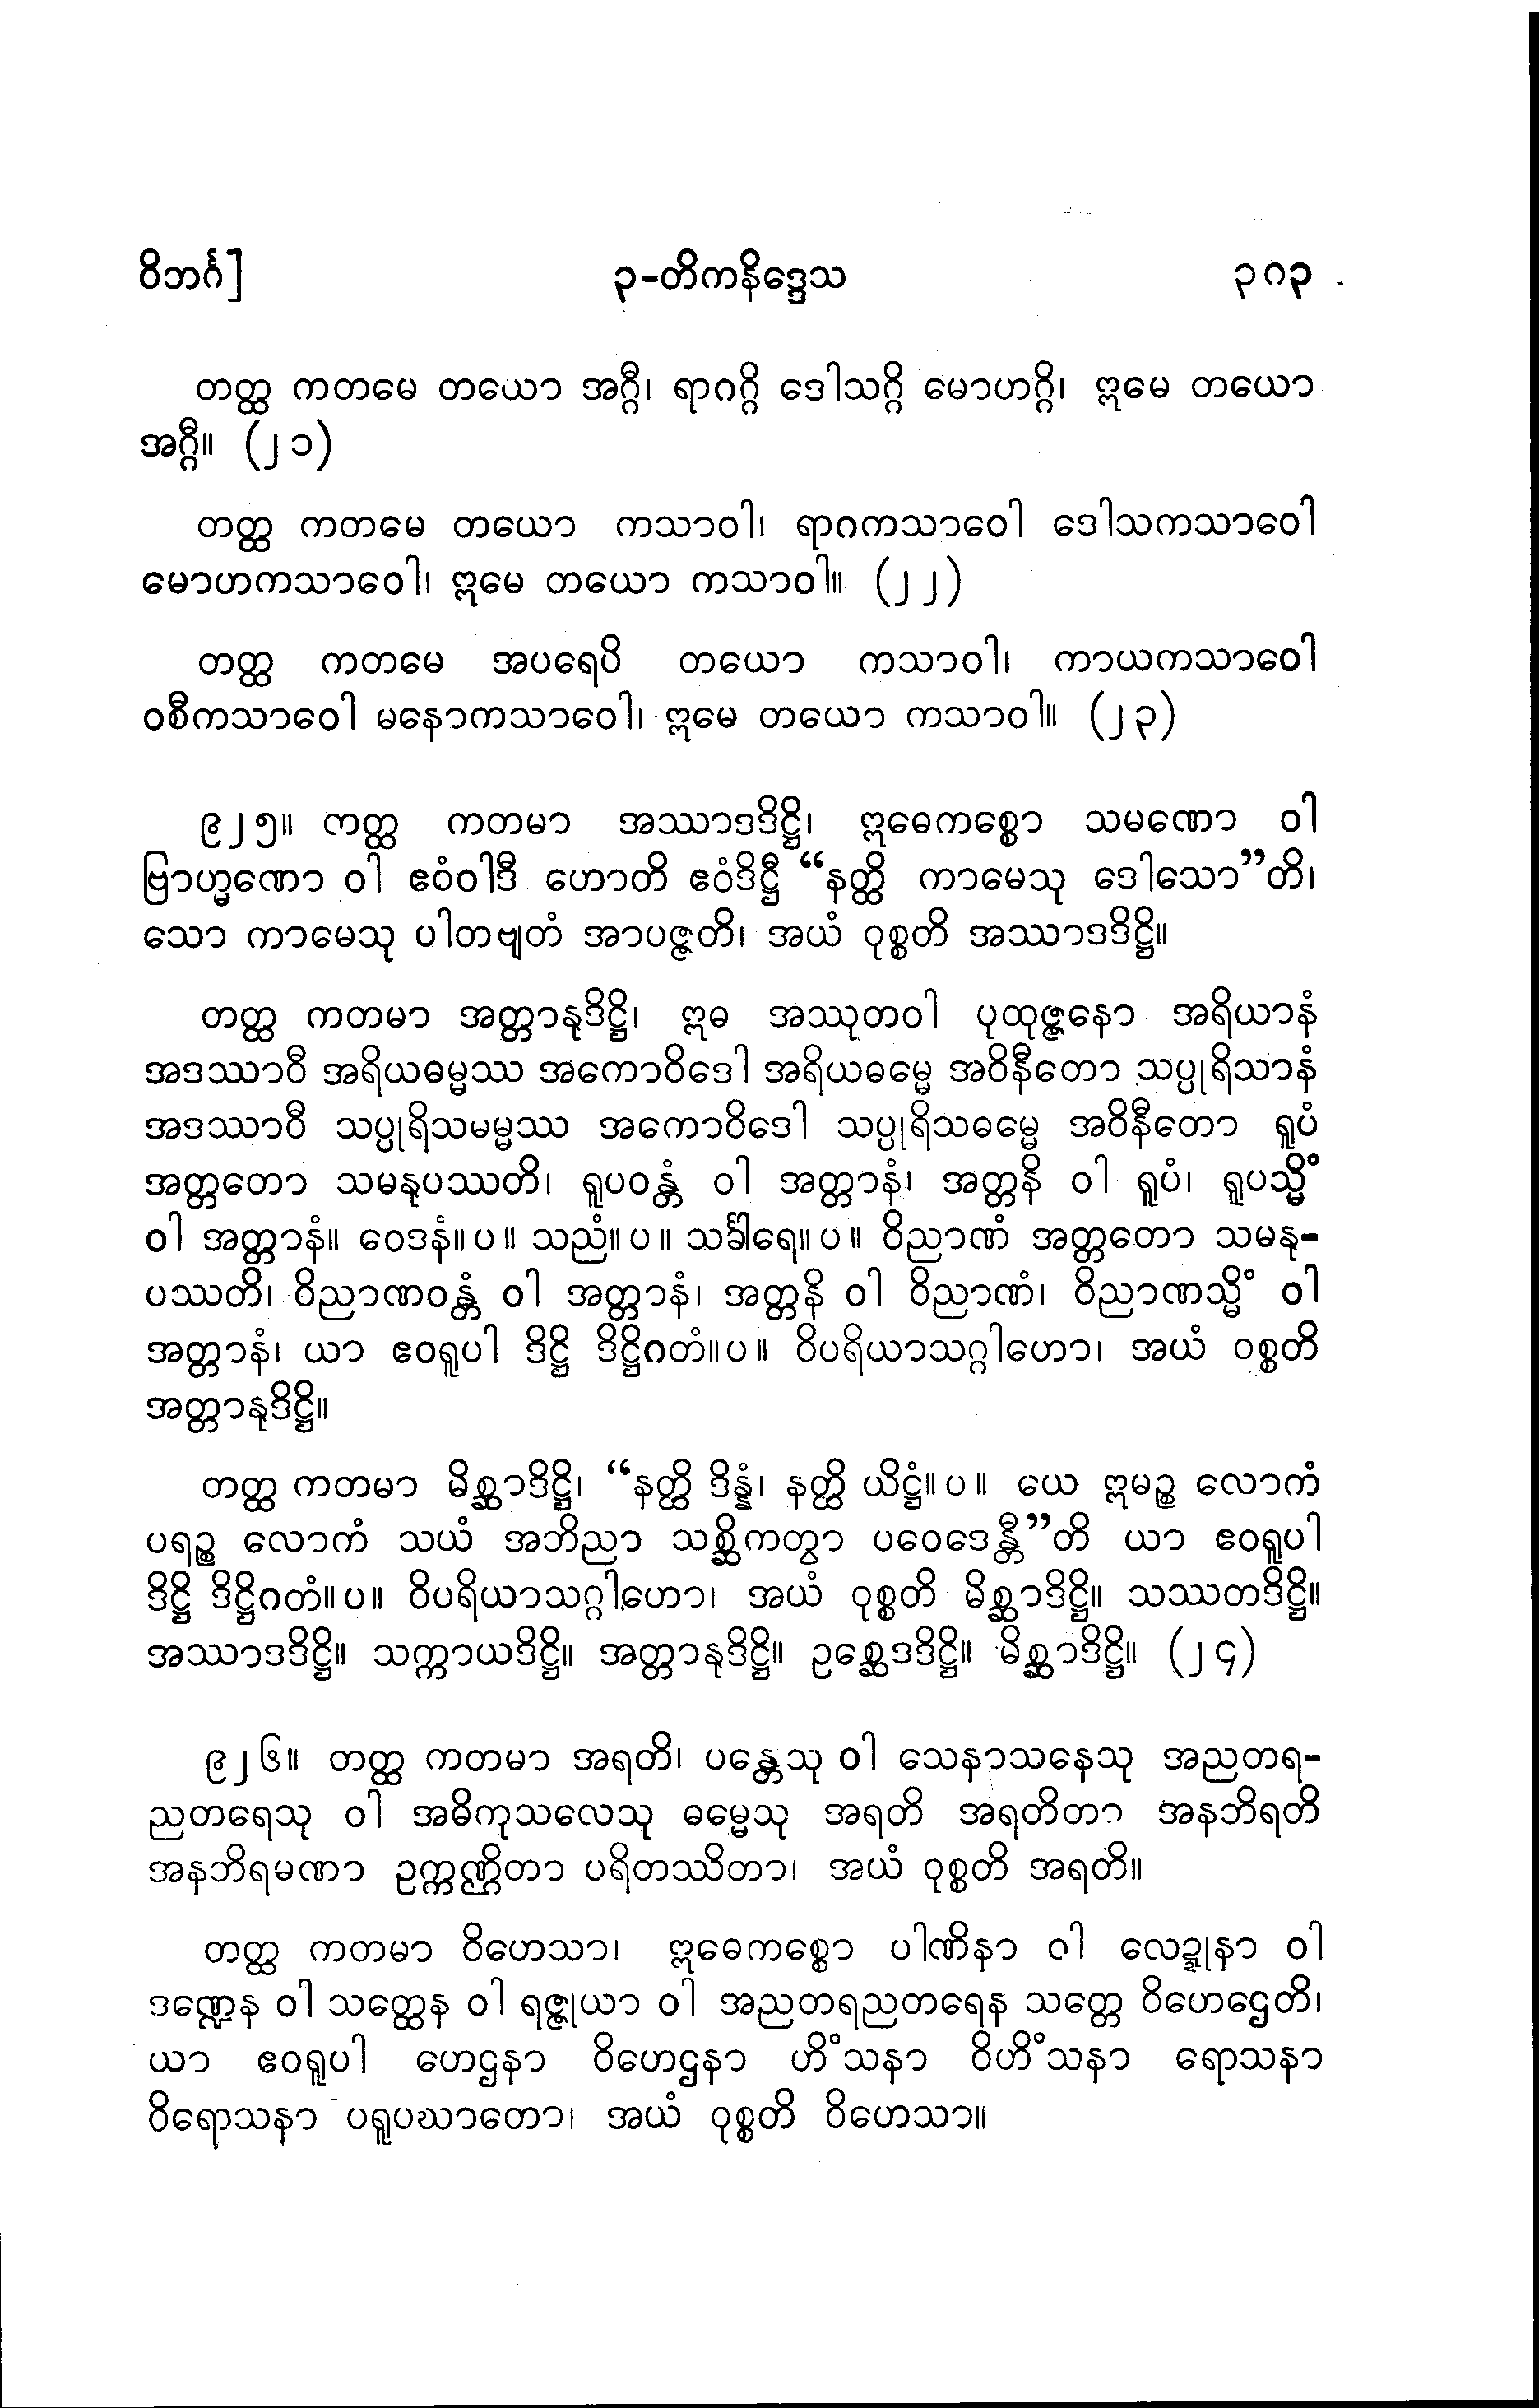 ဝိဘင်္ဂ] ၃-တိကနိဒ္ဒေသ ၃၈၃
တတ္ထ ကတမေ တယော အဂ္ဂီ၊ ရာဂဂ္ဂိ ဒေါသဂ္ဂိ မောဟဂ္ဂိ၊ ဣမေ တယော
အဂ္ဂီ။ (၂၁)
တတ္ထ ကတမေ တယော ကသာဝါ၊ ရာဂကသာဝေါ ဒေါသကသာဝေါ
မောဟကသာဝေါ၊ ဣမေ တယော ကသာဝါ။ (၂၂)
တတ္ထ ကတမေ အပရေပိ တယော ကသာဝါ၊ ကာယကသာဝေါ
ဝစီကသာဝေါ မနောကသာဝေါ၊ ဣမေ တယော ကသာဝါ။ (၂၃)
၉၂၅။ တတ္ထ ကတမာ အဿာဒဒိဋ္ဌိ၊ ဣဓေကစ္စော သမဏော ဝါ
ဗြာဟ္မဏော ဝါ ဧဝံဝါဒီ ဟောတိ ဧဝံဒိဋ္ဌီ “နတ္ထိ ကာမေသု ဒေါသော”တိ၊
သော ကာမေသု ပါတဗျတံ အာပဇ္ဇတိ၊ အယံ ဝုစ္စတိ အဿာဒဒိဋ္ဌိ။
တတ္ထ ကတမာ အတ္တာနုဒိဋ္ဌိ၊ ဣဓ အဿုတဝါ ပုထုဇ္ဇနော အရိယာနံ
အဒဿာဝီ အရိယဓမ္မဿ အကောဝိဒေါ အရိယဓမ္မေ အဝိနီတော သပ္ပုရိသာနံ
အဒဿာဝီ သပ္ပုရိသမမ္မဿ အကောဝိဒေါ သပ္ပုရိသဓမ္မေ အဝိနီတော ရူပံ
အတ္တတော သမနုပဿတိ၊ ရူပဝန္တံ ဝါ အတ္တာနံ၊ အတ္တနိ ဝါ ရူပံ၊ ရူပသ္မိံ
ဝါ အတ္တာနံ။ ဝေဒနံ။ပ။ သညံ။ပ။ သင်္ခါရေ။ပ။ ဝိညာဏံ အတ္တတော သမနု-
ပဿတိ၊ ဝိညာဏဝန္တံ ဝါ အတ္တာနံ၊ အတ္တနိ ဝါ ဝိညာဏံ၊ ဝိညာဏသ္မိံ ဝါ
အတ္တာနံ၊ ယာ ဧဝရူပါ ဒိဋ္ဌိ ဒိဋ္ဌိဂတံ။ပ။ ဝိပရိယာသဂ္ဂါဟော၊ အယံ ဝုစ္စတိ
အတ္တာနုဒိဋ္ဌိ။
တတ္ထ ကတမာ မိစ္ဆာဒိဋ္ဌိ၊ “နတ္ထိ ဒိန္နံ၊ နတ္ထိ ယိဋ္ဌံ။ပ။ ယေ ဣမဉ္စ လောကံ
ပရဉ္စ လောကံ သယံ အဘိညာ သစ္ဆိကတွာ ပဝေဒေန္တီ”တိ ယာ ဧဝရူပါ
ဒိဋ္ဌိ ဒိဋ္ဌိဂတံ။ပ။ ဝိပရိယာသဂ္ဂါဟော၊ အယံ ဝုစ္စတိ မိစ္ဆာဒိဋ္ဌိ။ သဿတဒိဋ္ဌိ။
အဿာဒဒိဋ္ဌိ။ သက္ကာယဒိဋ္ဌိ။ အတ္တာနုဒိဋ္ဌိ။ ဥစ္ဆေဒဒိဋ္ဌိ။ မိစ္ဆာဒိဋ္ဌိ။ (၂၄)
၉၂၆။ တတ္ထ ကတမာ အရတိ၊ ပန္တေသု ဝါ သေနာသနေသု အညတရ-
ညတရေသု ဝါ အဓိကုသလေသု ဓမ္မေသု အရတိ အရတိတာ အနဘိရတိ
အနဘိရမဏာ ဥက္ကဏ္ဌိတာ ပရိတဿိတာ၊ အယံ ဝုစ္စတိ အရတိ။
တတ္ထ ကတမာ ဝိဟေသာ၊ ဣဓေကစ္စော ပါဏိနာ ဝါ လေဍ္ဍုနာ ဝါ
ဒဏ္ဍေန ဝါ သတ္ထေန ဝါ ရဇ္ဇုယာ ဝါ အညတရညတရေန သတ္တေ ဝိဟေဌေတိ၊
ယာ ဧဝရူပါ ဟေဌနာ ဝိဟေဌနာ ဟိံသနာ ဝိဟိံသနာ ရောသနာ
ဝိရောသနာ ပရူပဃာတော၊ အယံ ဝုစ္စတိ ဝိဟေသာ။